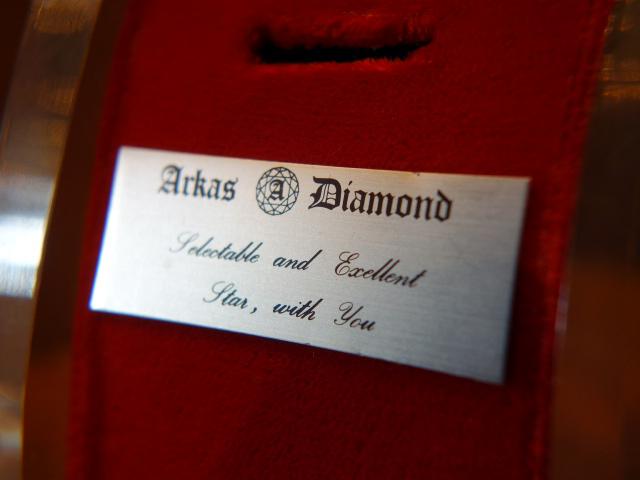 Arkas A Diamond
Selectable and Exellent
Star, with You